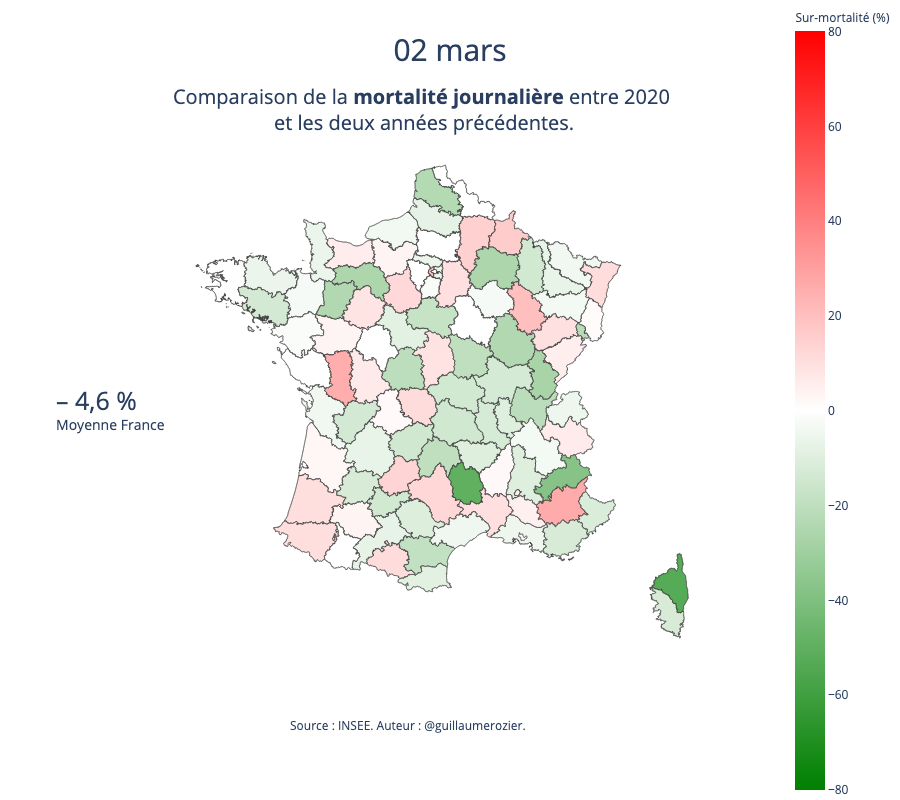 Sur-mortalité (%)
02 mars
Comparaison de la mortalité journalière entre 2020
et les deux années précédentes.
80
60
40
20
0
−20
−40
−60
−80
– 4,6 %
Moyenne France
Source : INSEE. Auteur : @guillaumerozier.